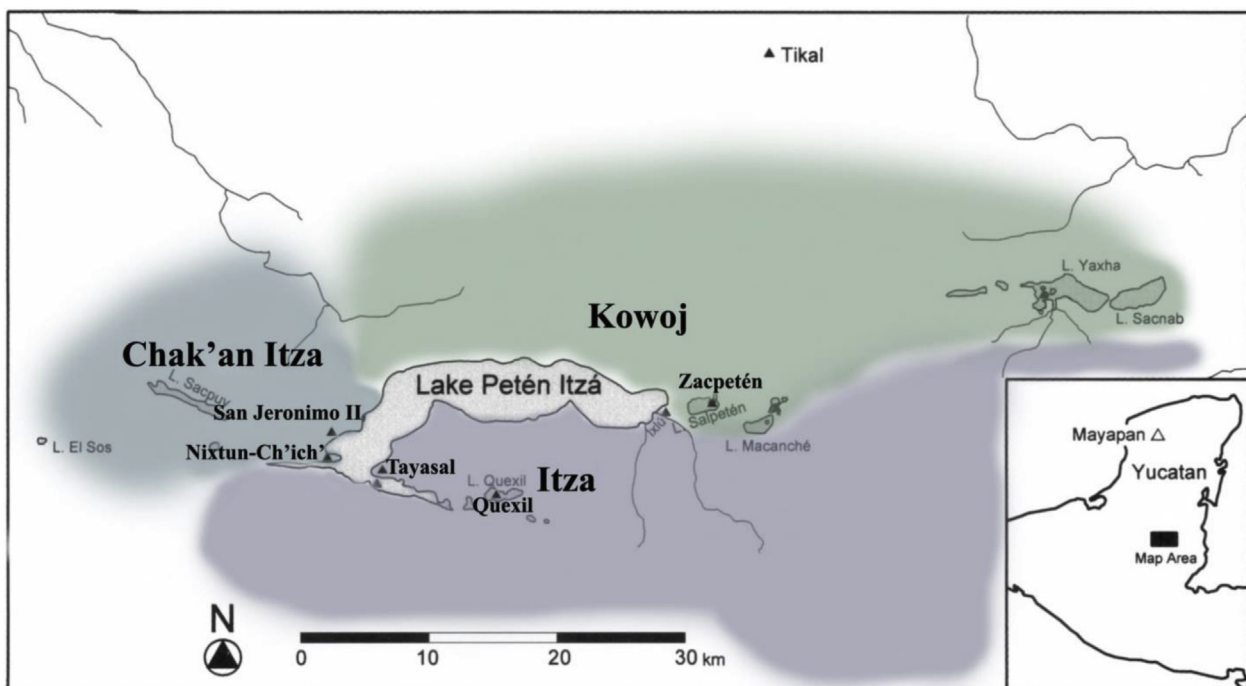 Tikal
L. Yaxha
L. Sacnab
Kowoj
Chak'an Itza
L. Sacpuy
Lake Petén Itzá
Zacpetén
L. Salpetén
Ixlú
San Jeronimo II
L. El Sos
Nixtun-Ch'ich'
L. Macanché
Tayasal
L. Quexil
Itza
Quexil
Mayapan
Yucatan
Map Area
N
0
10
20
30 km